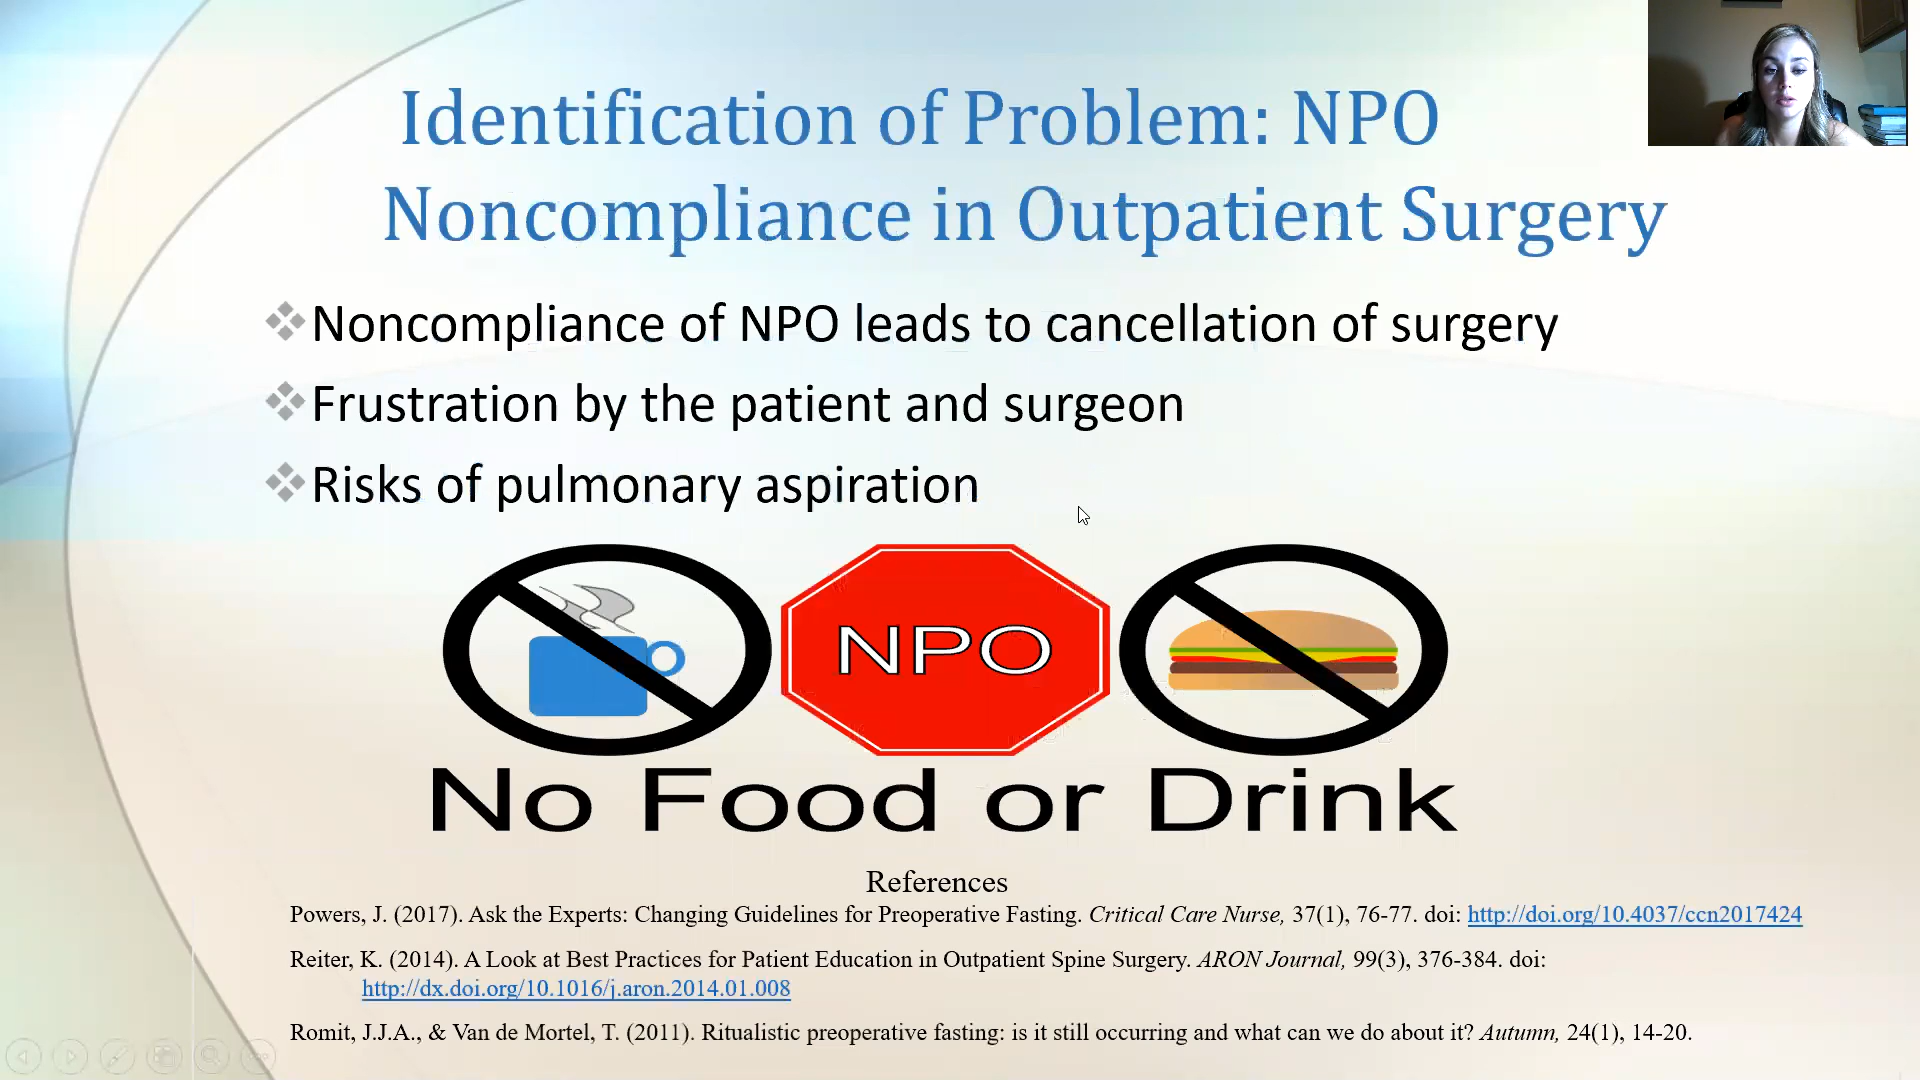 Identification of Problem: NPO
Noncompliance in Outpatient Surgery
Noncompliance of NPO leads to cancellation of surgery
Frustration by the patient and surgeon
Risks of pulmonary aspiration
NPO
No Food or Drink
References
Powers, J. (2017). Ask the Experts: Changing Guidelines for Preoperative Fasting. Critical Care Nurse, 37(1), 76-77. doi: http://doi.org/10.4037/ccn2017424
Reiter, K. (2014). A Look at Best Practices for Patient Education in Outpatient Spine Surgery. ARON Journal, 99(3), 376-384. doi:
http://dx.doi.org/10.1016/j.aron.2014.01.008
Romit, J.J.A., & Van de Mortel, T. (2011). Ritualistic preoperative fasting: is it still occurring and what can we do about it? Autumn, 24(1), 14-20.